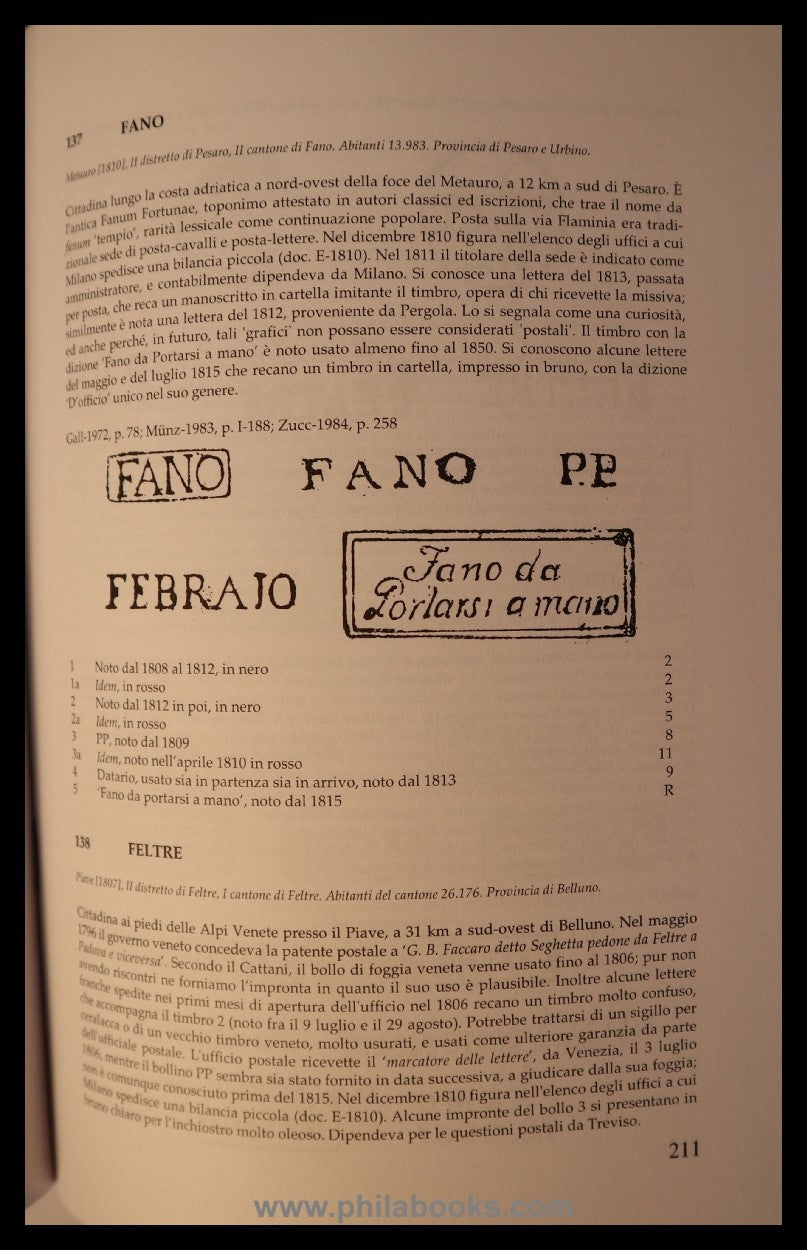 137 FANO
Metauro [1810], II distretto di Pesaro, II cantone di Fano. Abitanti 13.983. Provincia di Pesaro e Urbino.
Cittadina lungo la costa adriatica a nord-ovest della foce del Metauro, a 12 km a sud di Pesaro. È
l'antica Fanum Fortunae, toponimo attestato in autori classici ed iscrizioni, che trae il nome da
fanum 'tempio', rarità lessicale come continuazione popolare. Posta sulla via Flaminia era tradi-
zionale sede di posta-cavalli e posta-lettere. Nel dicembre 1810 figura nell'elenco degli uffici a cui
Milano spedisce una bilancia piccola (doc. E-1810). Nel 1811 il titolare della sede è indicato come
amministratore, e contabilmente dipendeva da Milano. Si conosce una lettera del 1813, passata
per posta, che reca un manoscritto in cartella imitante il timbro, opera di chi ricevette la missiva;
similmente è nota una lettera del 1812, proveniente da Pergola. Lo si segnala come una curiosità,
ed anche perché, in futuro, tali 'grafici' non possano essere considerati 'postali'. Il timbro con la
dizione 'Fano da Portarsi a mano' è noto usato almeno fino al 1850. Si conoscono alcune lettere
del maggio e del luglio 1815 che recano un timbro in cartella, impresso in bruno, con la dizione
'D'officio' unico nel suo genere.
Gall-1972, p. 78; Münz-1983, p. I-188; Zucc-1984, p. 258
FANO FANO P.P.
FEBRAJO Fano da
Portarsi a mano
1 Noto dal 1808 al 1812, in nero 2
1a Idem, in rosso 2
2 Noto dal 1812 in poi, in nero 3
2a Idem, in rosso 5
3 PP, noto dal 1809 8
3a Idem, noto nell'aprile 1810 in rosso 11
4 Datario, usato sia in partenza sia in arrivo, noto dal 1813 9
5 'Fano da portarsi a mano', noto dal 1815 R
138 FELTRE
Piave [1807], II distretto di Feltre, I cantone di Feltre. Abitanti del cantone 26.176. Provincia di Belluno.
Cittadina ai piedi delle Alpi Venete presso il Piave, a 31 km a sud-ovest di Belluno. Nel maggio
1796 il governo veneto concedeva la patente postale a 'G. B. Faccaro detto Seghetta pedone da Feltre a
Padova e viceversa'. Secondo il Cattani, il bollo di foggia veneta venne usato fino al 1806; pur non
avendo riscontri ne forniamo l'impronta in quanto il suo uso è plausibile. Inoltre alcune lettere
franche spedite nei primi mesi di apertura dell'ufficio nel 1806 recano un timbro molto confuso,
che accompagna il timbro 2 (noto fra il 9 luglio e il 29 agosto). Potrebbe trattarsi di un sigillo per
ceralacca o di un vecchio timbro veneto, molto usurati, e usati come ulteriore garanzia da parte
dell'ufficiale postale. L'ufficio postale ricevette il 'marcatore delle lettere', da Venezia, il 3 luglio
1806, mentre il bollino PP sembra sia stato fornito in data successiva, a giudicare dalla sua foggia;
non è comunque conosciuto prima del 1815. Nel dicembre 1810 figura nell'elenco degli uffici a cui
Milano spedisce una bilancia piccola (doc. E-1810). Alcune impronte del bollo 3 si presentano in
bruno chiaro per l'inchiostro molto oleoso. Dipendeva per le questioni postali da Treviso.
211
www.philabooks.com